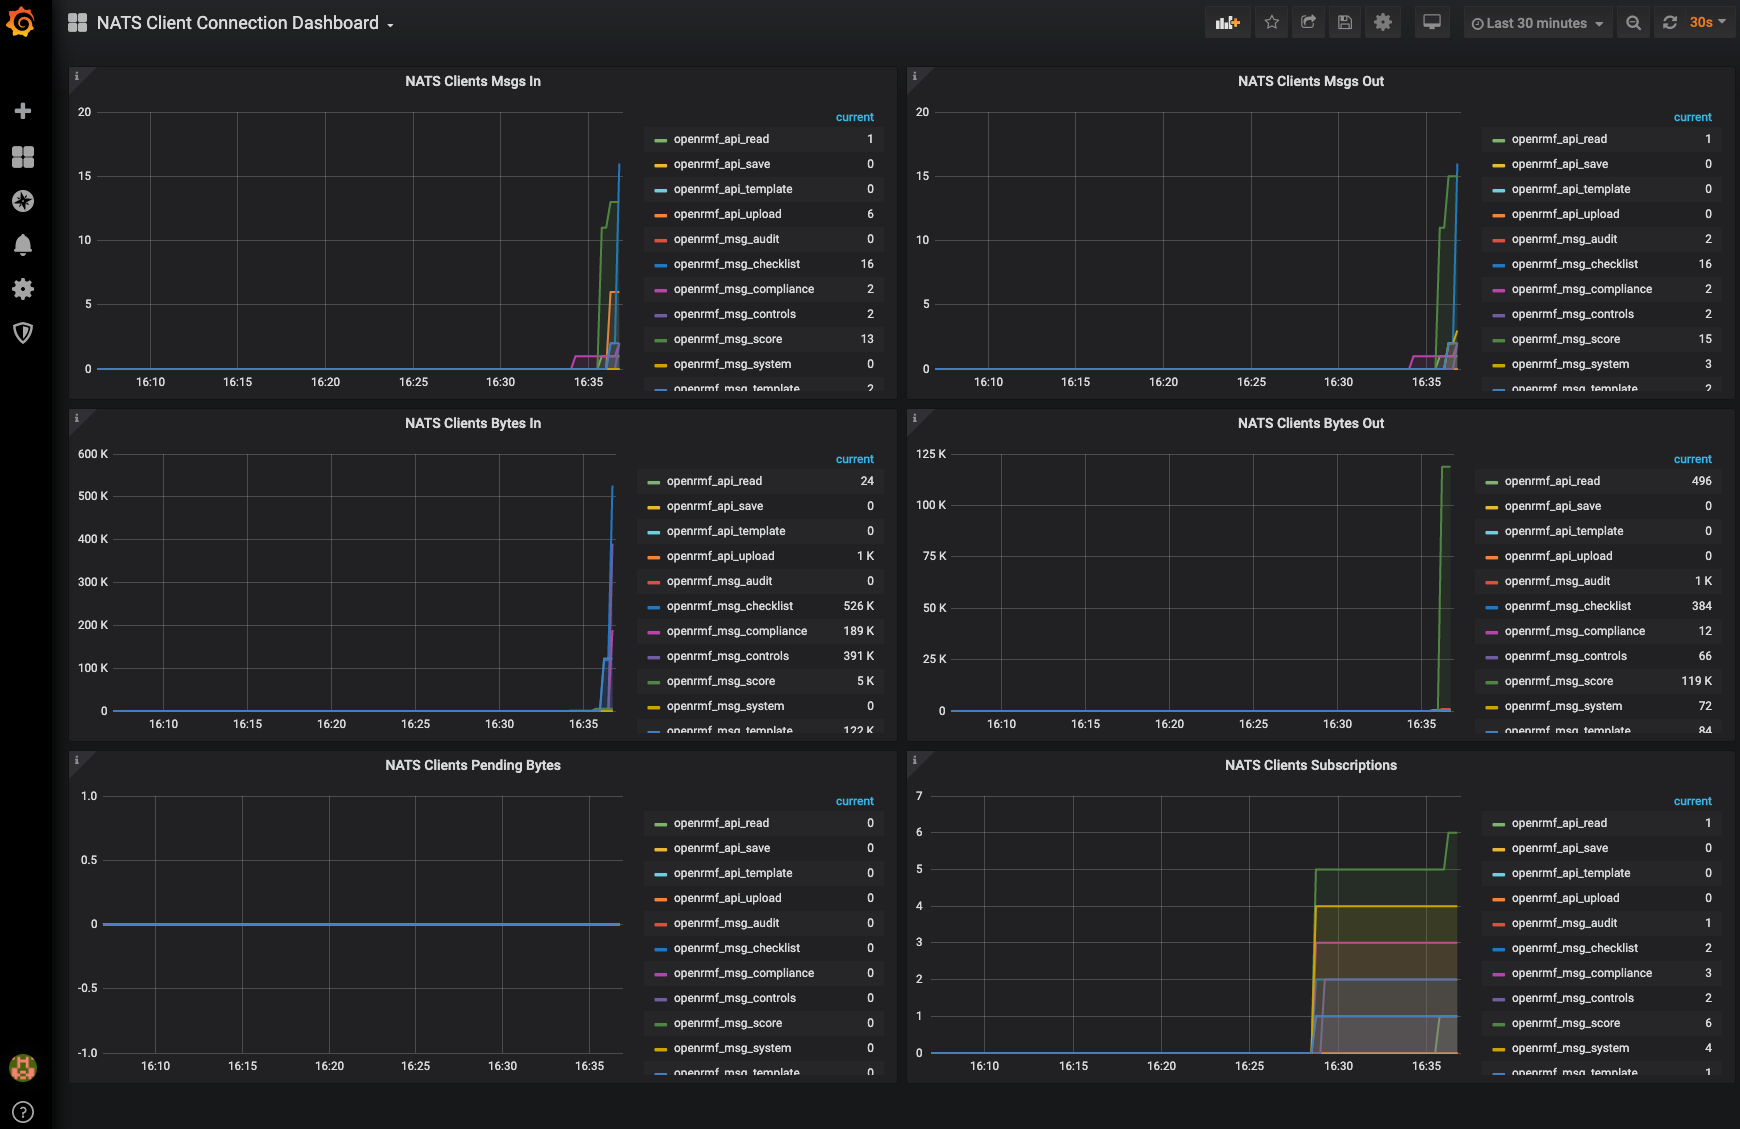 NATS Client Connection Dashboard
Last 30 minutes
30s
NATS Clients Msgs In
20
15
10
5
0
16:10 16:15 16:20 16:25 16:30 16:35
current
openrmf_api_read 1
openrmf_api_save 0
openrmf_api_template 0
openrmf_api_upload 6
openrmf_msg_audit 0
openrmf_msg_checklist 16
openrmf_msg_compliance 2
openrmf_msg_controls 2
openrmf_msg_score 13
openrmf_msg_system 0
openrmf_msg_template 2
NATS Clients Msgs Out
20
15
10
5
0
16:10 16:15 16:20 16:25 16:30 16:35
current
openrmf_api_read 1
openrmf_api_save 0
openrmf_api_template 0
openrmf_api_upload 0
openrmf_msg_audit 2
openrmf_msg_checklist 16
openrmf_msg_compliance 2
openrmf_msg_controls 2
openrmf_msg_score 15
openrmf_msg_system 3
openrmf_msg_template 2
NATS Clients Bytes In
600 K
500 K
400 K
300 K
200 K
100 K
0
16:10 16:15 16:20 16:25 16:30 16:35
current
openrmf_api_read 24
openrmf_api_save 0
openrmf_api_template 0
openrmf_api_upload 1 K
openrmf_msg_audit 0
openrmf_msg_checklist 526 K
openrmf_msg_compliance 189 K
openrmf_msg_controls 391 K
openrmf_msg_score 5 K
openrmf_msg_system 0
openrmf_msg_template 122 K
NATS Clients Bytes Out
125 K
100 K
75 K
50 K
25 K
0
16:10 16:15 16:20 16:25 16:30 16:35
current
openrmf_api_read 496
openrmf_api_save 0
openrmf_api_template 0
openrmf_api_upload 0
openrmf_msg_audit 1 K
openrmf_msg_checklist 384
openrmf_msg_compliance 12
openrmf_msg_controls 66
openrmf_msg_score 119 K
openrmf_msg_system 72
openrmf_msg_template 84
NATS Clients Pending Bytes
1.0
0.5
0
-0.5
-1.0
16:10 16:15 16:20 16:25 16:30 16:35
current
openrmf_api_read 0
openrmf_api_save 0
openrmf_api_template 0
openrmf_api_upload 0
openrmf_msg_audit 0
openrmf_msg_checklist 0
openrmf_msg_compliance 0
openrmf_msg_controls 0
openrmf_msg_score 0
openrmf_msg_system 0
openrmf_msg_template 0
NATS Clients Subscriptions
7
6
5
4
3
2
1
0
16:10 16:15 16:20 16:25 16:30 16:35
current
openrmf_api_read 1
openrmf_api_save 0
openrmf_api_template 0
openrmf_api_upload 0
openrmf_msg_audit 1
openrmf_msg_checklist 2
openrmf_msg_compliance 3
openrmf_msg_controls 2
openrmf_msg_score 6
openrmf_msg_system 4
openrmf_msg_template 1